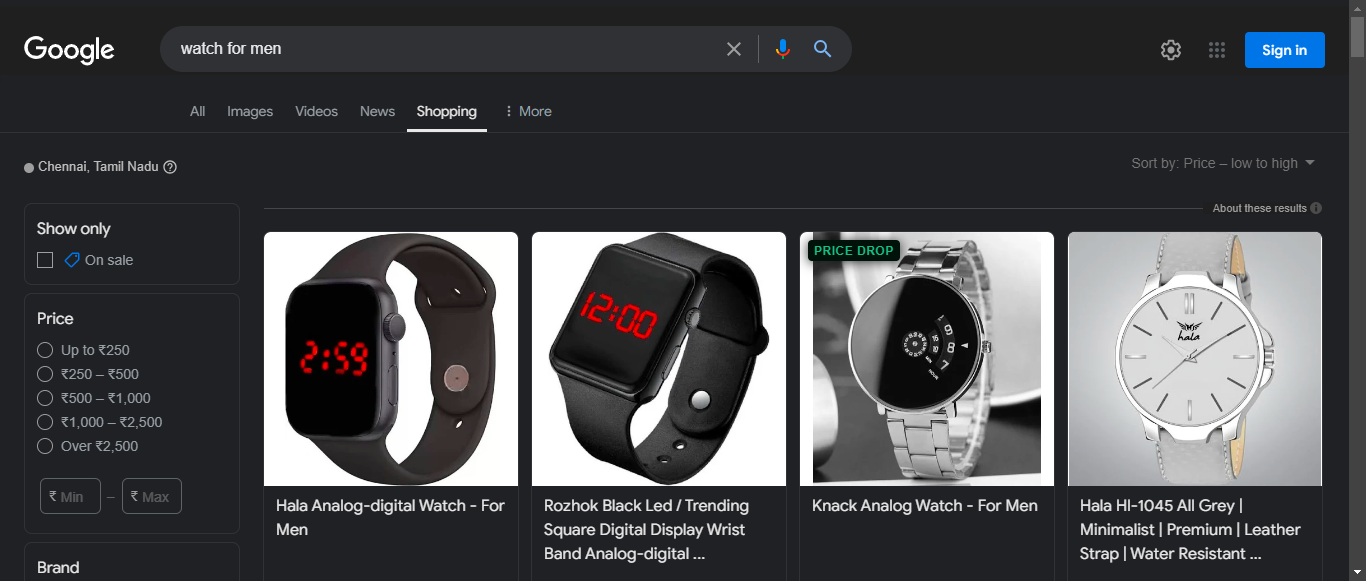 Google
watch for men
Sign in
All Images Videos News Shopping More
Chennai, Tamil Nadu
Sort by: Price – low to high
About these results
Show only
On sale
Price
Up to ₹250
₹250 – ₹500
₹500 – ₹1,000
₹1,000 – ₹2,500
Over ₹2,500
₹ Min – ₹ Max
Brand
2:59
Hala Analog-digital Watch - For
Men
12:00
Rozhok Black Led / Trending
Square Digital Display Wrist
Band Analog-digital ...
PRICE DROP
Knack Analog Watch - For Men
hala
Hala Hl-1045 All Grey |
Minimalist | Premium | Leather
Strap | Water Resistant ...